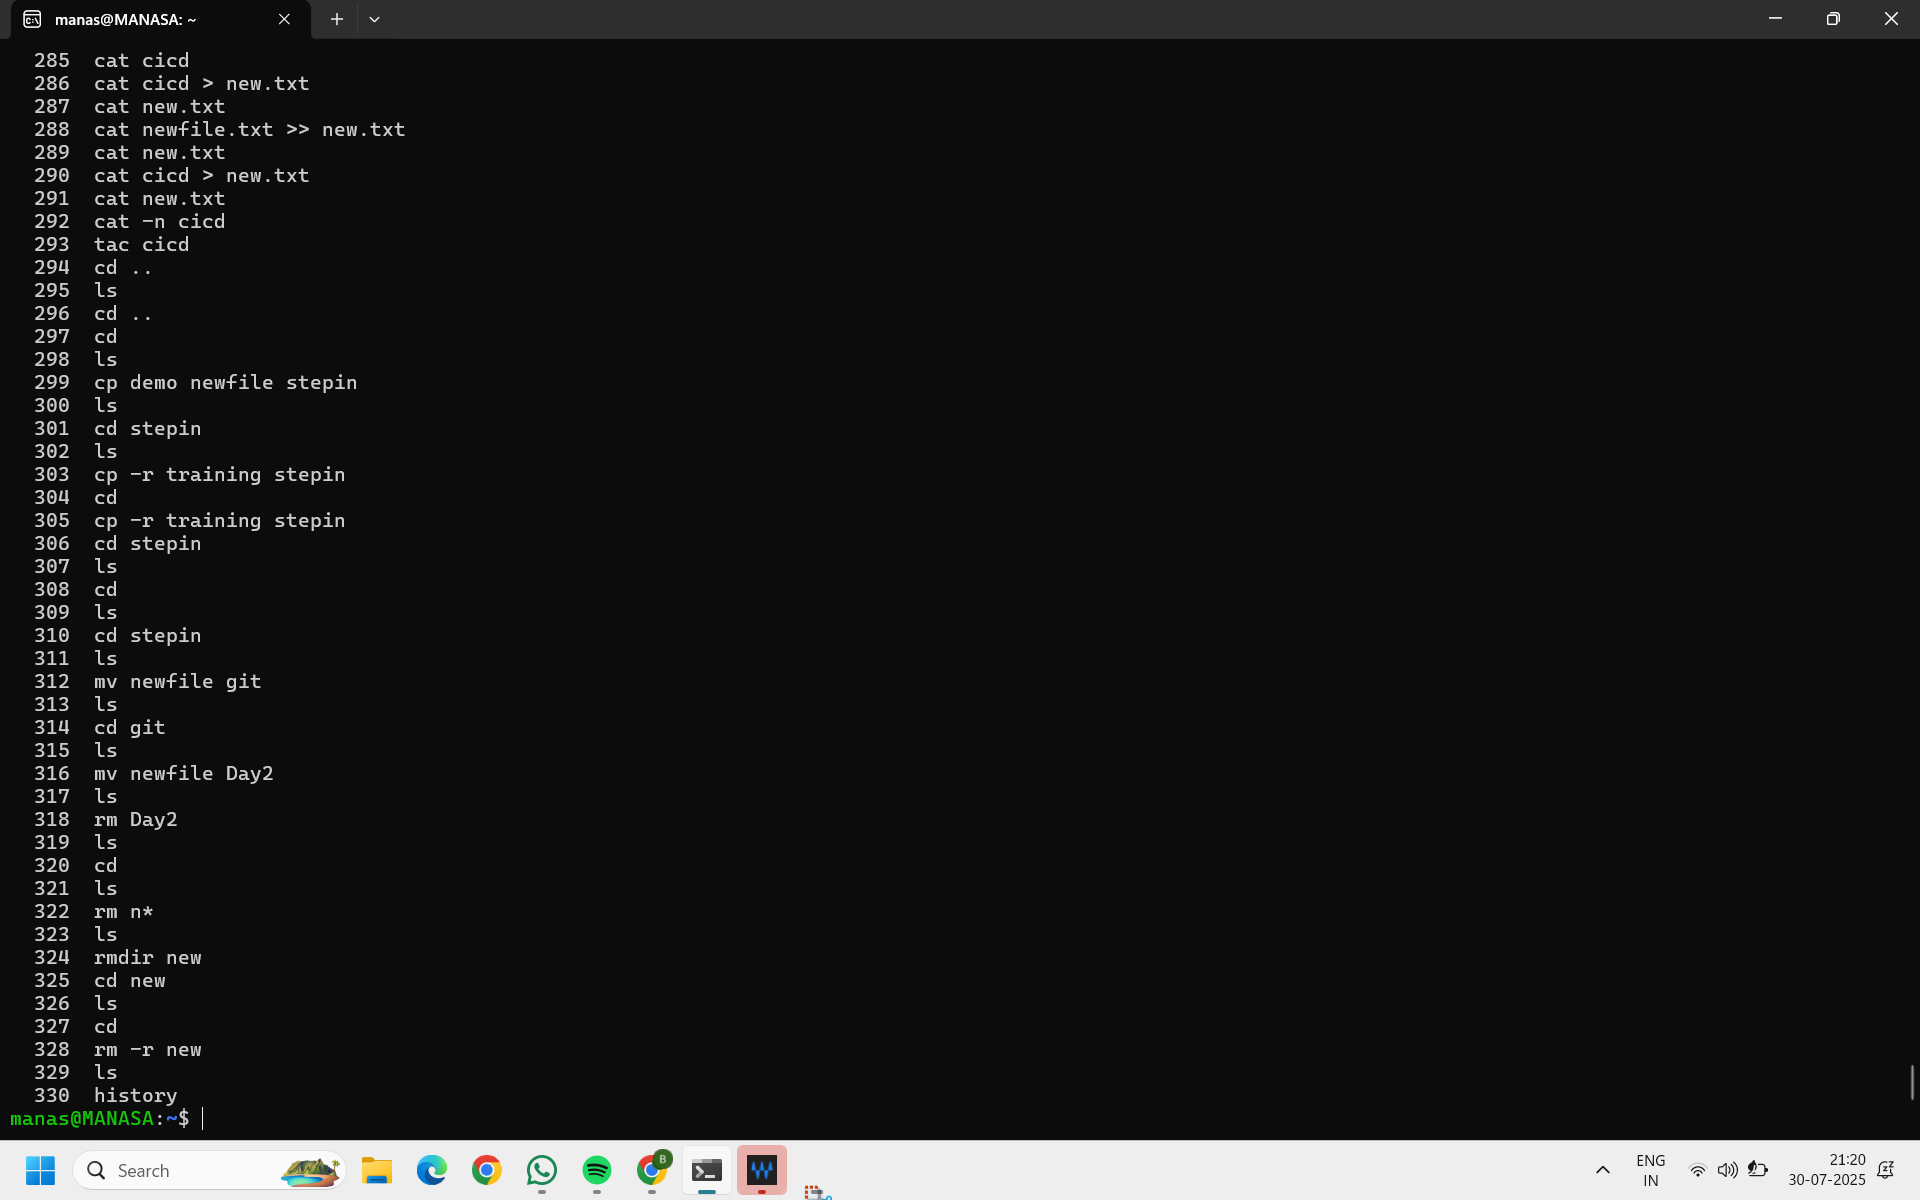 manas@MANASA: ~
285 cat cicd
286 cat cicd > new.txt
287 cat new.txt
288 cat newfile.txt >> new.txt
289 cat new.txt
290 cat cicd > new.txt
291 cat new.txt
292 cat -n cicd
293 tac cicd
294 cd ..
295 ls
296 cd ..
297 cd
298 ls
299 cp demo newfile stepin
300 ls
301 cd stepin
302 ls
303 cp -r training stepin
304 cd
305 cp -r training stepin
306 cd stepin
307 ls
308 cd
309 ls
310 cd stepin
311 ls
312 mv newfile git
313 ls
314 cd git
315 ls
316 mv newfile Day2
317 ls
318 rm Day2
319 ls
320 cd
321 ls
322 rm n*
323 ls
324 rmdir new
325 cd new
326 ls
327 cd
328 rm -r new
329 ls
330 history
manas@MANASA:~$
Search
B
ENG
IN
21:20
30-07-2025